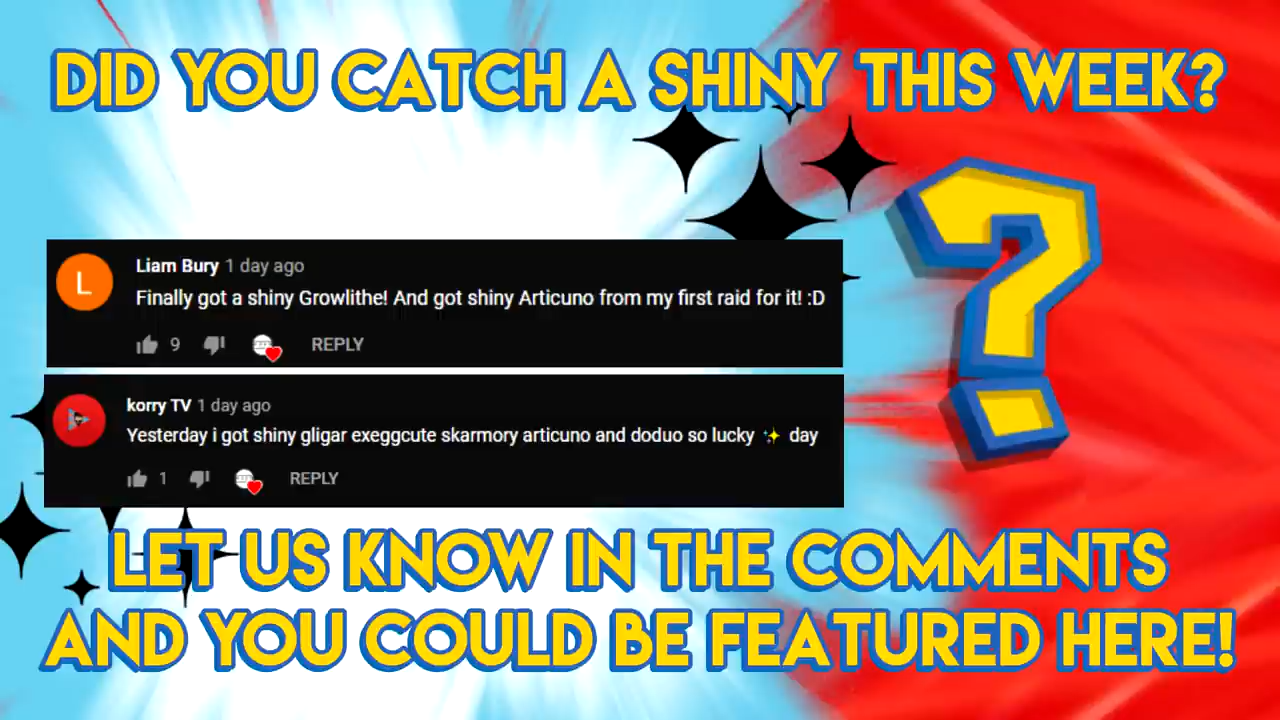 DID YOU CATCH A SHINY THIS WEEK?
L
Liam Bury 1 day ago
Finally got a shiny Growlithe! And got shiny Articuno from my first raid for it! :D
9 REPLY
korry TV 1 day ago
Yesterday i got shiny gligar exeggcute skarmory articuno and doduo so lucky ✨ day
1 REPLY
LET US KNOW IN THE COMMENTS
AND YOU COULD BE FEATURED HERE!